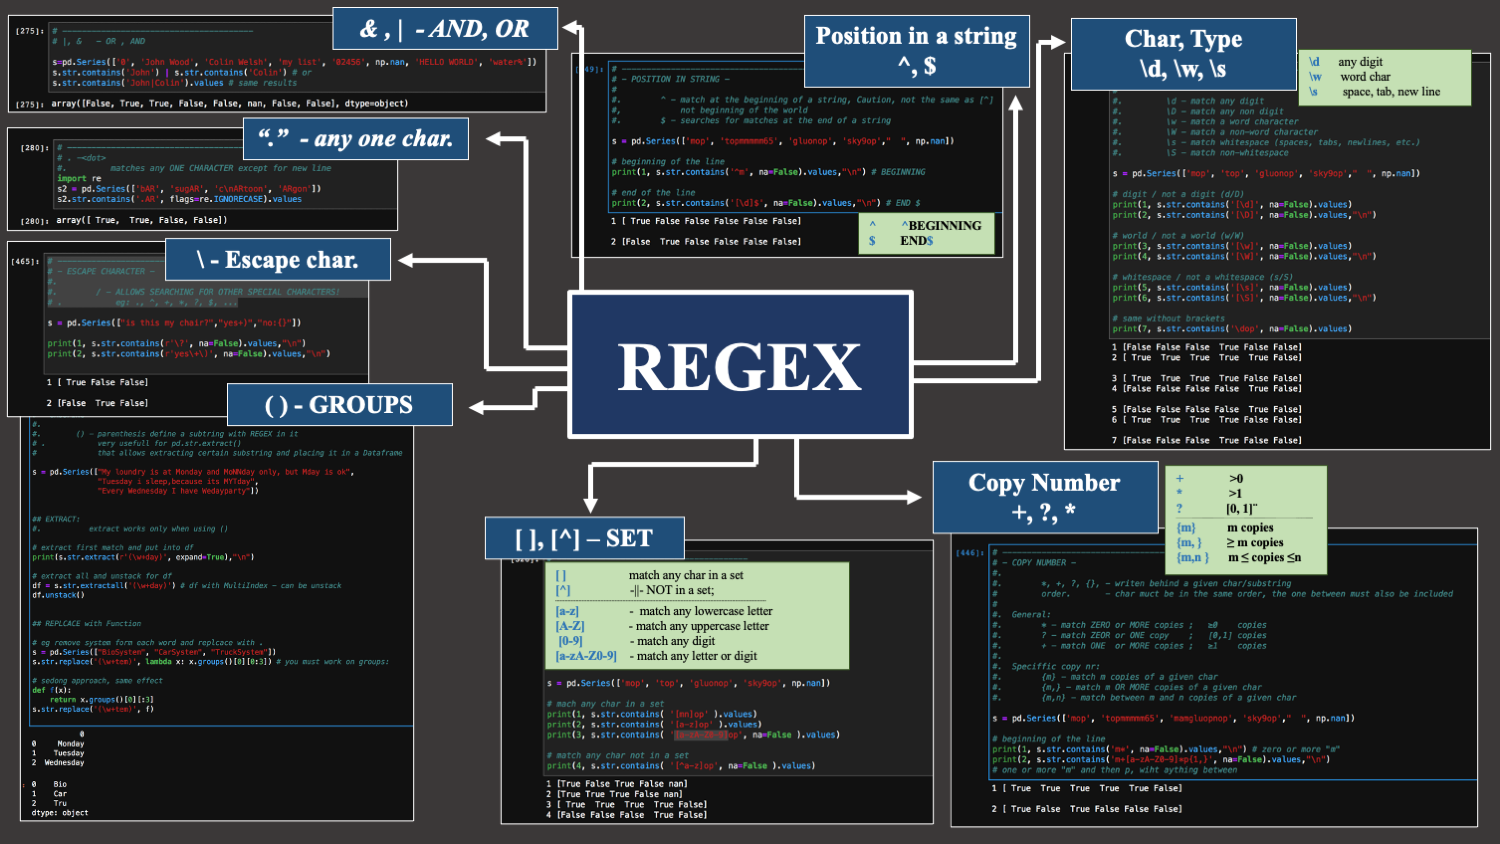 & , | - AND, OR
[275]:
# | , & - OR , AND
s=pd.Series(['0', 'John Wood', 'Colin Welsh', 'my list', '02456', np.nan, 'HELLO WORLD', 'water%'])
s.str.contains('John') | s.str.contains('Colin') # or
s.str.contains('John|Colin').values # same results
[275]: array([False, True, True, False, False, nan, False, False], dtype=object)
“.” - any one char.
[280]:
# . -<dot>
#. matches any ONE CHARACTER except for new line
import re
s2 = pd.Series(['bAR', 'sugAR', 'c\nARtoon', 'ARgon'])
s2.str.contains('.AR', flags=re.IGNORECASE).values
[280]: array([ True, True, False, False])
\ - Escape char.
[465]:
# - ESCAPE CHARACTER -
#.
#. / - ALLOWS SEARCHING FOR OTHER SPECIAL CHARACTERS!
# . eg: ., ^, +, *, ?, $, ...
s = pd.Series(["is this my chair?","yes+)","no:{}"])
print(1, s.str.contains(r'\?', na=False).values,"\n")
print(2, s.str.contains(r'yes\+\)', na=False).values,"\n")
1 [ True False False]
2 [False True False]
( ) - GROUPS
#.
#. () - parenthesis define a subtring with REGEX in it
# . very usefull for pd.str.extract()
# that allows extracting certain substring and placing it in a Dataframe
s = pd.Series(["My loundry is at Monday and MoNNday only, but Mday is ok",
"Tuesday i sleep,because its MYTday",
"Every Wednesday I have Wedayparty"])
## EXTRACT:
#. extract works only when using ()
# extract first match and put into df
print(s.str.extract(r'(\w+day)', expand=True),"\n")
# extract all and unstack for df
df = s.str.extractall('(\w+day)') # df with MultiIndex - can be unstack
df.unstack()
## REPLCACE with Function
# eg remove system form each word and replcace with .
s = pd.Series(["BioSystem", "CarSystem", "TruckSystem"])
s.str.replace('(\w+tem)', lambda x: x.groups()[0][0:3]) # you must work on groups:
# sedong approach, same effect
def f(x):
return x.groups()[0][:3]
s.str.replace('(\w+tem)', f)
0
0 Monday
1 Tuesday
2 Wednesday
0 Bio
1 Car
2 Tru
dtype: object
Position in a string
^, $
# - POSITION IN STRING -
#
#. ^ - match at the beginning of a string, Caution, not the same as [^]
#, not beginning of the world
#. $ - searches for matches at the end of a string
s = pd.Series(['mop', 'topmmmmm65', 'gluonop', 'sky9op'," ", np.nan])
# beginning of the line
print(1, s.str.contains('^m', na=False).values,"\n") # BEGINNING
# end of the line
print(2, s.str.contains('[\d]$', na=False).values,"\n") # END $
1 [ True False False False False False]
2 [False True False False False False]
^ ^BEGINNING
$ END$
REGEX
Char, Type
\d, \w, \s
\d any digit
\w word char
\s space, tab, new line
#. \d - match any digit
#. \D - match any non digit
#. \w - match a word character
#. \W - match a non-word character
#. \s - match whitespace (spaces, tabs, newlines, etc.)
#. \S - match non-whitespace
s = pd.Series(['mop', 'top', 'gluonop', 'sky9op'," ", np.nan])
# digit / not a digit (d/D)
print(1, s.str.contains('[\d]', na=False).values)
print(2, s.str.contains('[\D]', na=False).values,"\n")
# world / not a world (w/W)
print(3, s.str.contains('[\w]', na=False).values)
print(4, s.str.contains('[\W]', na=False).values,"\n")
# whitespace / not a whitespace (s/S)
print(5, s.str.contains('[\s]', na=False).values)
print(6, s.str.contains('[\S]', na=False).values,"\n")
# same without brackets
print(7, s.str.contains('\dop', na=False).values)
1 [False False False True False False]
2 [ True True True True True False]
3 [ True True True True False False]
4 [False False False False True False]
5 [False False False False True False]
6 [ True True True True False False]
7 [False False False True False False]
[ ], [^] – SET
[ ] match any char in a set
[^] -||- NOT in a set;
[a-z] - match any lowercase letter
[A-Z] - match any uppercase letter
[0-9] - match any digit
[a-zA-Z0-9] - match any letter or digit
s = pd.Series(['mop', 'top', 'gluonop', 'sky9op', np.nan])
# mach any char in a set
print(1, s.str.contains( '[mn]op' ).values)
print(2, s.str.contains( '[a-z]op' ).values)
print(3, s.str.contains( '[a-zA-Z0-9]op', na=False ).values)
# match any char not in a set
print(4, s.str.contains( '[^a-z]op', na=False ).values)
1 [True False True False nan]
2 [True True True False nan]
3 [ True True True True False]
4 [False False False True False]
Copy Number
+, ?, *
+ >0
* >1
? [0, 1]¨
{m} m copies
{m, } ≥ m copies
{m,n } m ≤ copies ≤n
[446]:
# - COPY NUMBER -
#.
#. *, +, ?, {}, - writen behind a given char/substring
# order. - char muct be in the same order, the one between must also be included
#
#. General:
#. * - match ZERO or MORE copies ; ≥0 copies
#. ? - match ZEOR or ONE copy ; [0,1] copies
#. + - match ONE or MORE copies ; ≥1 copies
#.
#. Speciffic copy nr:
#. {m} - match m copies of a given char
#. {m,} - match m OR MORE copies of a given char
#. {m,n} - match between m and n copies of a given char
s = pd.Series(['mop', 'topmmmmm65', 'mamgluopnop', 'sky9op'," ", np.nan])
# beginning of the line
print(1, s.str.contains('m*', na=False).values,"\n") # zero or more "m"
print(2, s.str.contains('m+[a-zA-Z0-9]*p{1,}', na=False).values,"\n")
# one or more "m" and then p, wiht aything between
1 [ True True True True True False]
2 [ True False True False False False]